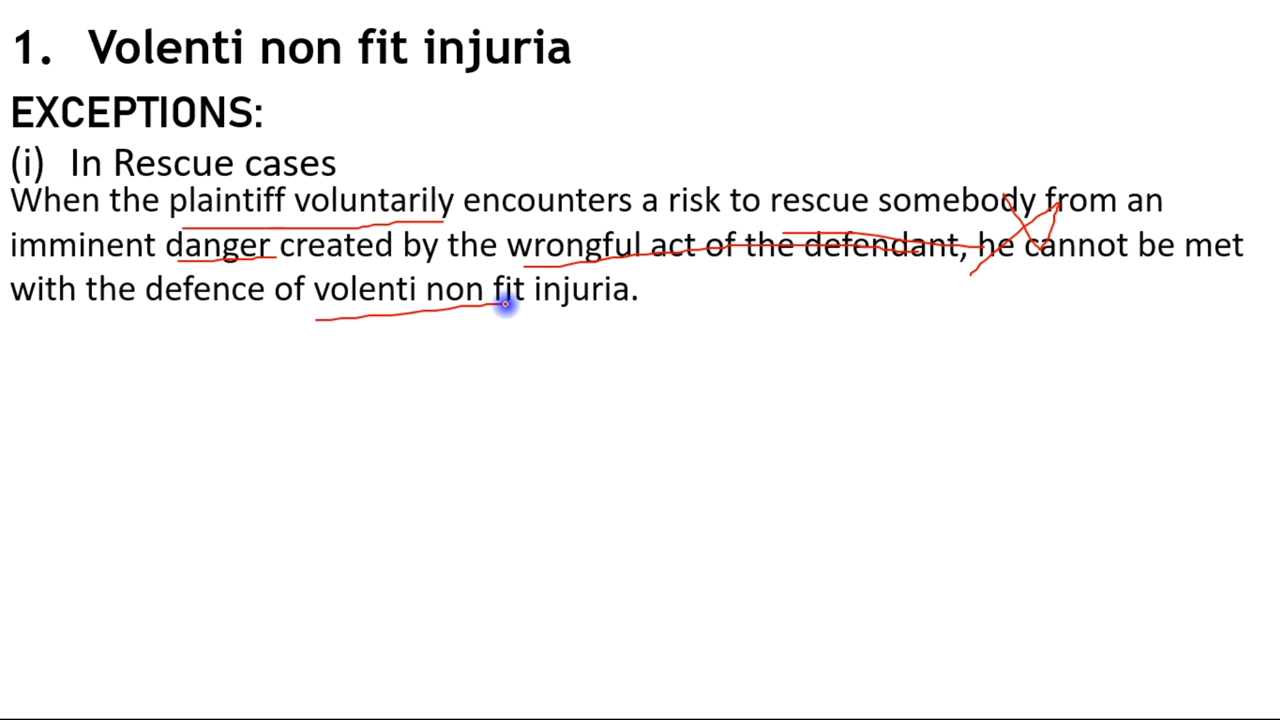 1. Volenti non fit injuria
EXCEPTIONS:
(i) In Rescue cases
When the plaintiff voluntarily encounters a risk to rescue somebody from an
imminent danger created by the wrongful act of the defendant, he cannot be met
with the defence of volenti non fit injuria.